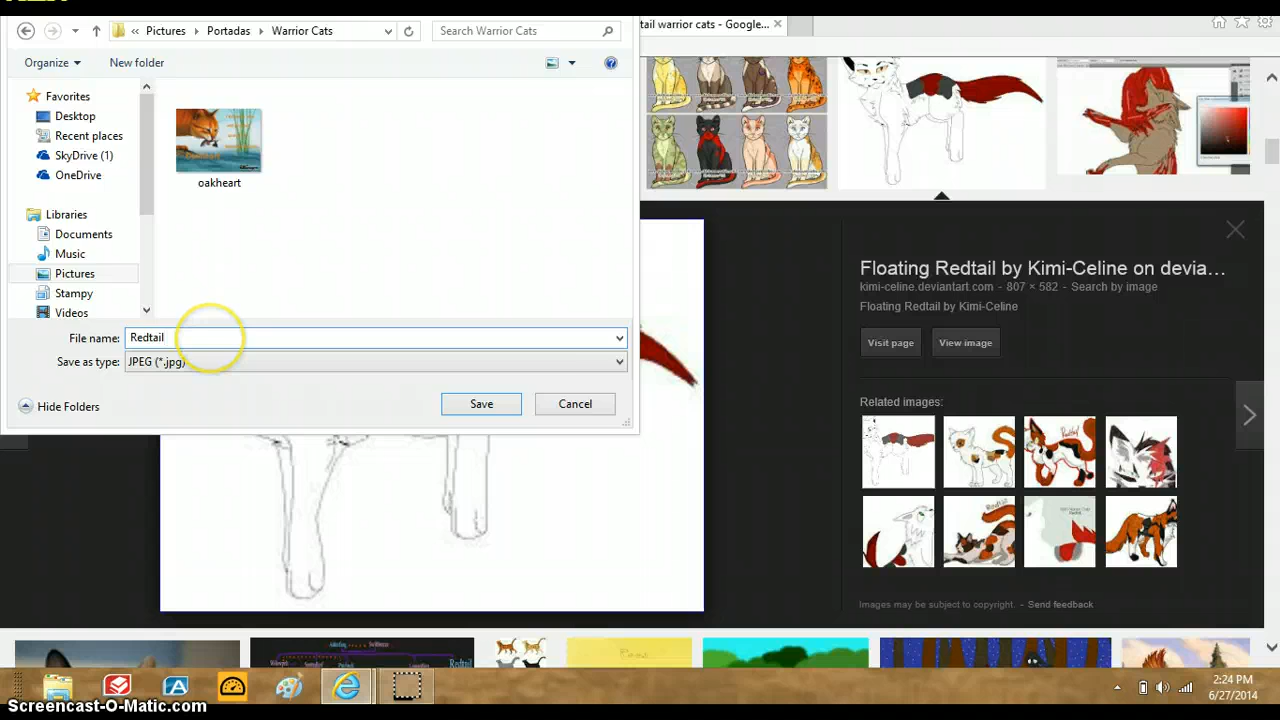 Pictures Portadas Warrior Cats
Search Warrior Cats
tail warrior cats - Google...
Organize
New folder
Favorites
Desktop
Recent places
SkyDrive (1)
OneDrive
Libraries
Documents
Music
Pictures
Stampy
Videos
oakheart
File name: Redtail
Save as type: JPEG (*.jpg)
Hide Folders
Save
Cancel
Floating Redtail by Kimi-Celine on devia...
kimi-celine.deviantart.com - 807 × 582 - Search by image
Floating Redtail by Kimi-Celine
Visit page
View image
Related images:
Images may be subject to copyright. - Send feedback
2:24 PM
6/27/2014
Screencast-O-Matic.com